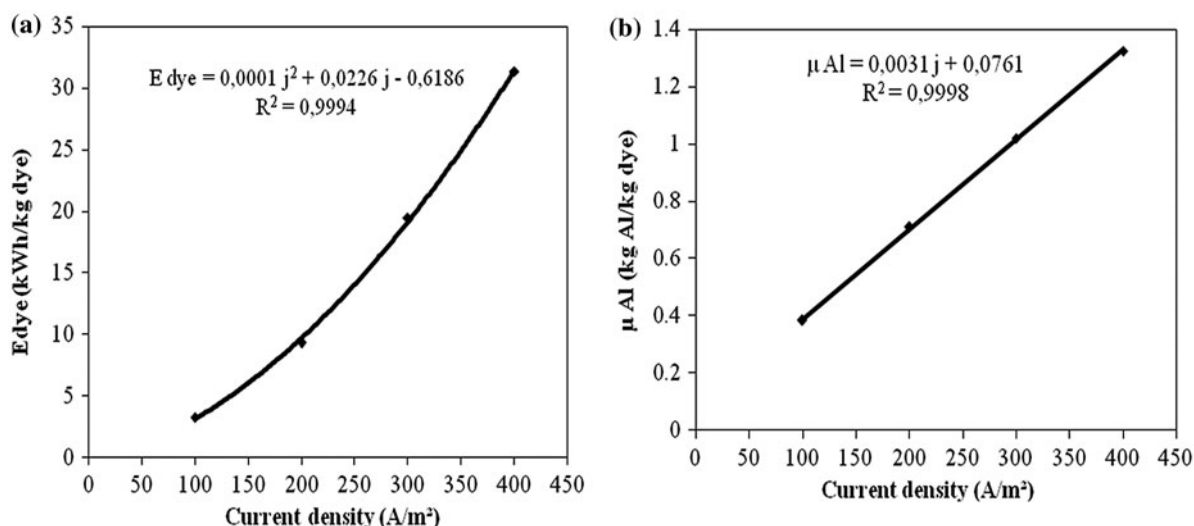 (a)
E dye = 0,0001 j² + 0,0226 j - 0,6186
R² = 0,9994
Edye (kWh/kg dye)
35
30
25
20
15
10
5
0
0 50 100 150 200 250 300 350 400 450
Current density (A/m²)
(b)
μ Al = 0,0031 j + 0,0761
R² = 0,9998
μ Al (kg Al/kg dye)
1.4
1.2
1
0.8
0.6
0.4
0.2
0
0 50 100 150 200 250 300 350 400 450
Current density (A/m²)